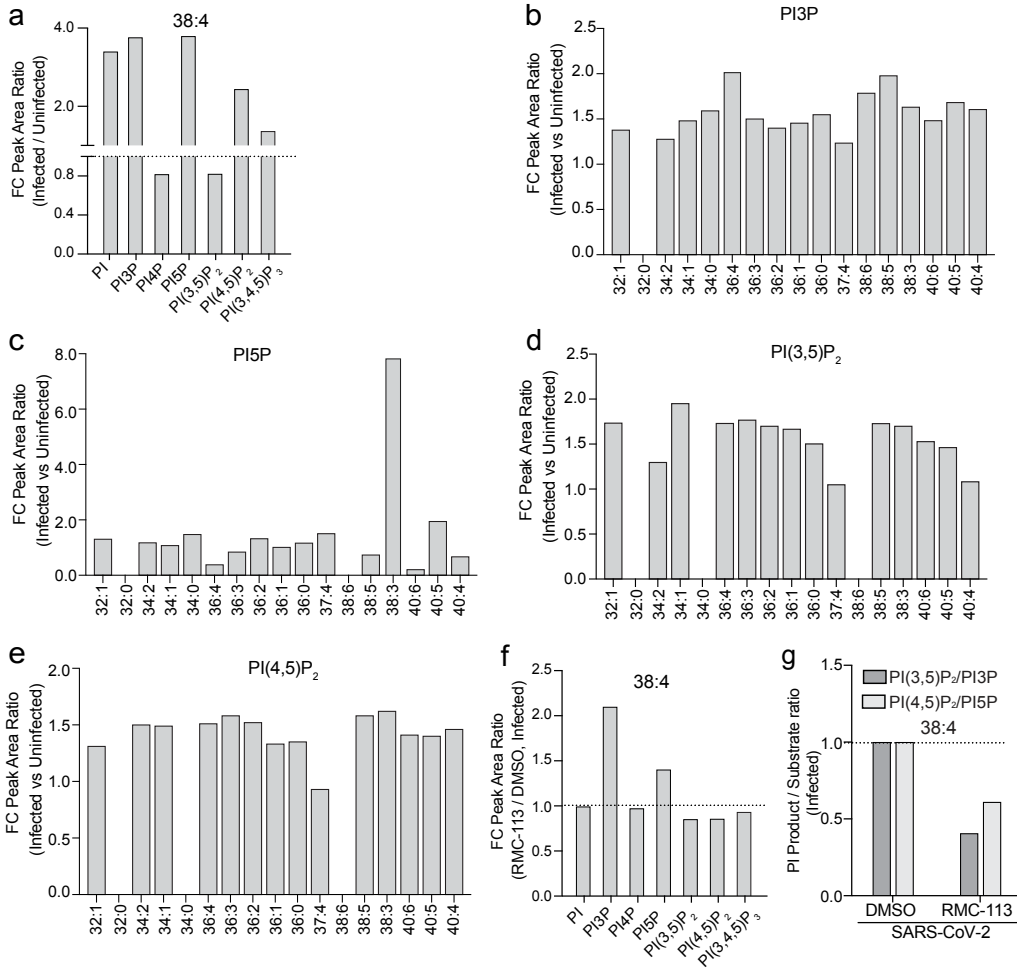 a
38:4
4.0
2.0
0.8
0.4
0.0
FC Peak Area Ratio
(Infected / Uninfected)
PI
PI3P
PI4P
PI5P
PI(3,5)P2
PI(4,5)P2
PI(3,4,5)P3
b
PI3P
2.5
2.0
1.5
1.0
0.5
0.0
FC Peak Area Ratio
(Infected vs Uninfected)
32:1 32:0 34:2 34:1 34:0 36:4 36:3 36:2 36:1 36:0 37:4 38:6 38:5 38:3 40:6 40:5 40:4
c
PI5P
8.0
6.0
4.0
2.0
0.0
FC Peak Area Ratio
(Infected vs Uninfected)
32:1 32:0 34:2 34:1 34:0 36:4 36:3 36:2 36:1 36:0 37:4 38:6 38:5 38:3 40:6 40:5 40:4
d
PI(3,5)P2
2.5
2.0
1.5
1.0
0.5
0.0
FC Peak Area Ratio
(Infected vs Uninfected)
32:1 32:0 34:2 34:1 34:0 36:4 36:3 36:2 36:1 36:0 37:4 38:6 38:5 38:3 40:6 40:5 40:4
e
PI(4,5)P2
2.0
1.5
1.0
0.5
0.0
FC Peak Area Ratio
(Infected vs Uninfected)
32:1 32:0 34:2 34:1 34:0 36:4 36:3 36:2 36:1 36:0 37:4 38:6 38:5 38:3 40:6 40:5 40:4
f
38:4
2.5
2.0
1.5
1.0
0.5
0.0
FC Peak Area Ratio
(RMC-113 / DMSO, Infected)
PI
PI3P
PI4P
PI5P
PI(3,5)P2
PI(4,5)P2
PI(3,4,5)P3
g
1.5
1.0
0.5
0.0
PI Product / Substrate ratio
(Infected)
PI(3,5)P2/PI3P
PI(4,5)P2/PI5P
38:4
DMSO RMC-113
SARS-CoV-2